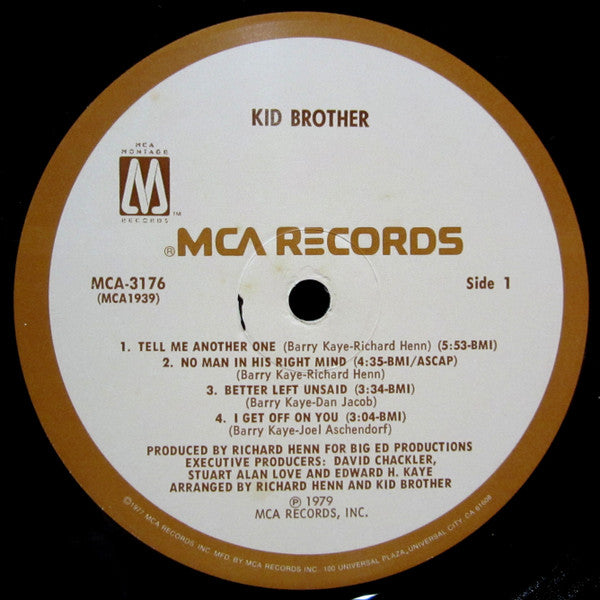 KID BROTHER
MCA
MONTAGE
M
RECORDS
TM
® MCA RECORDS
MCA-3176
Side 1
(MCA1939)
1. TELL ME ANOTHER ONE (Barry Kaye-Richard Henn) (5:53-BMI)
2. NO MAN IN HIS RIGHT MIND (4:35-BMI/ASCAP)
(Barry Kaye-Richard Henn)
3. BETTER LEFT UNSAID (3:34-BMI)
(Barry Kaye-Dan Jacob)
4. I GET OFF ON YOU (3:04-BMI)
(Barry Kaye-Joel Aschendorf)
PRODUCED BY RICHARD HENN FOR BIG ED PRODUCTIONS
EXECUTIVE PRODUCERS: DAVID CHACKLER,
STUART ALAN LOVE AND EDWARD H. KAYE
ARRANGED BY RICHARD HENN AND KID BROTHER
℗ 1979
MCA RECORDS, INC.
©1977 MCA RECORDS INC. MFG. BY MCA RECORDS INC. 100 UNIVERSAL PLAZA, UNIVERSAL CITY, CA 91608